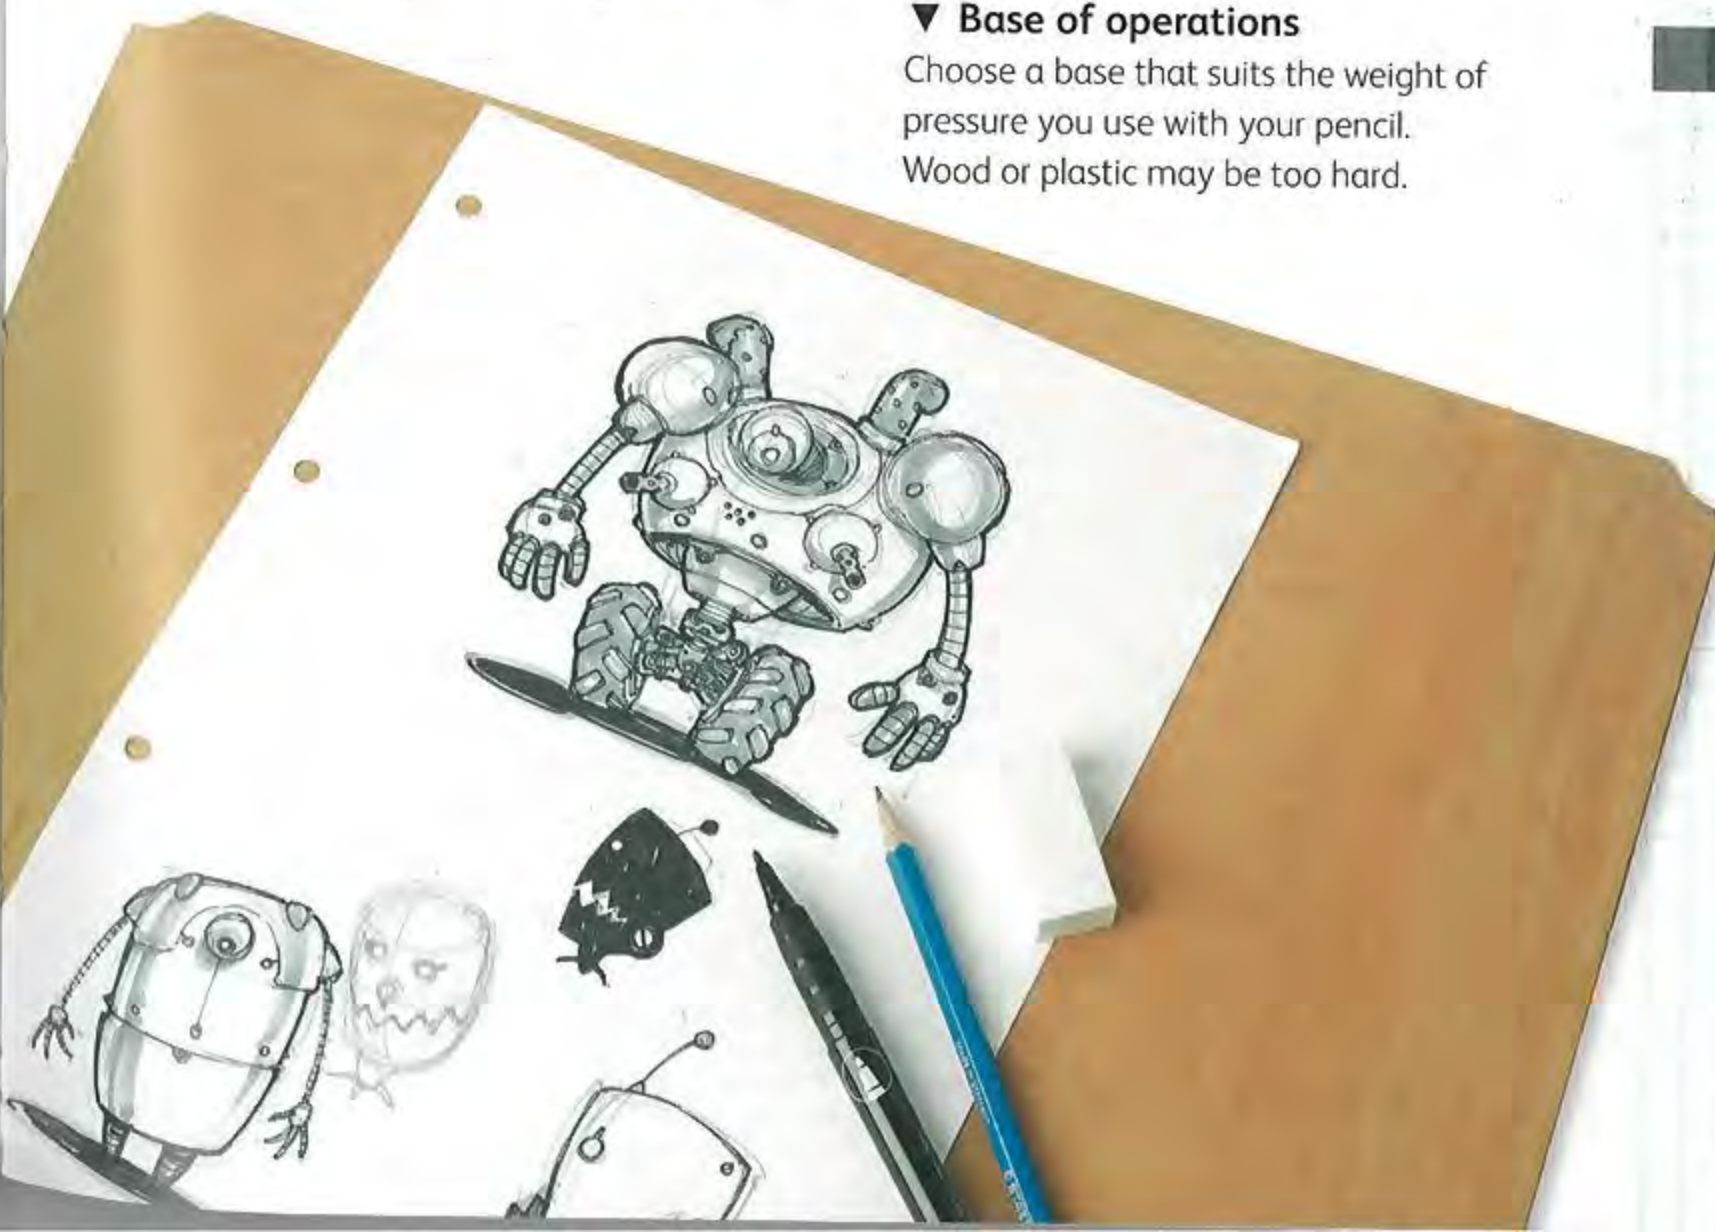 ▼ Base of operations
Choose a base that suits the weight of
pressure you use with your pencil.
Wood or plastic may be too hard.